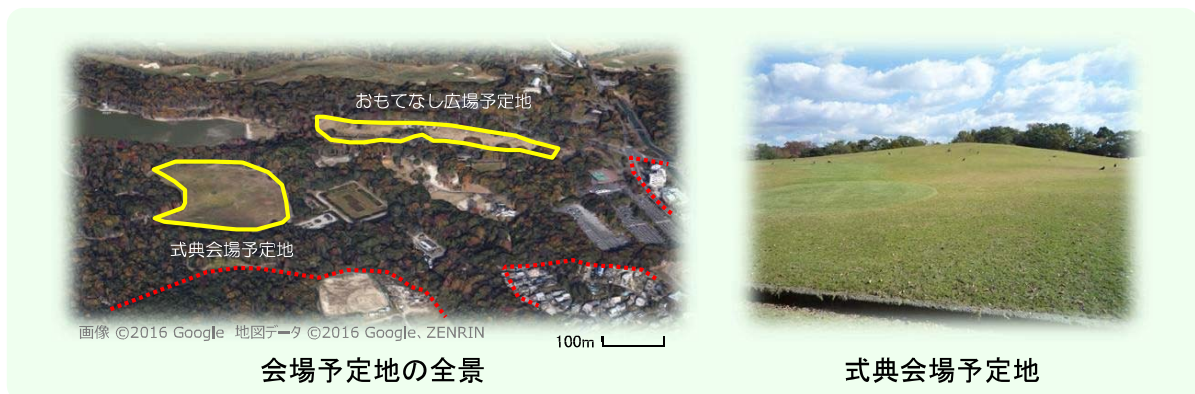 おもてなし広場予定地
式典会場予定地
画像 ©2016 Google 地図データ ©2016 Google、ZENRIN
100m
会場予定地の全景
式典会場予定地